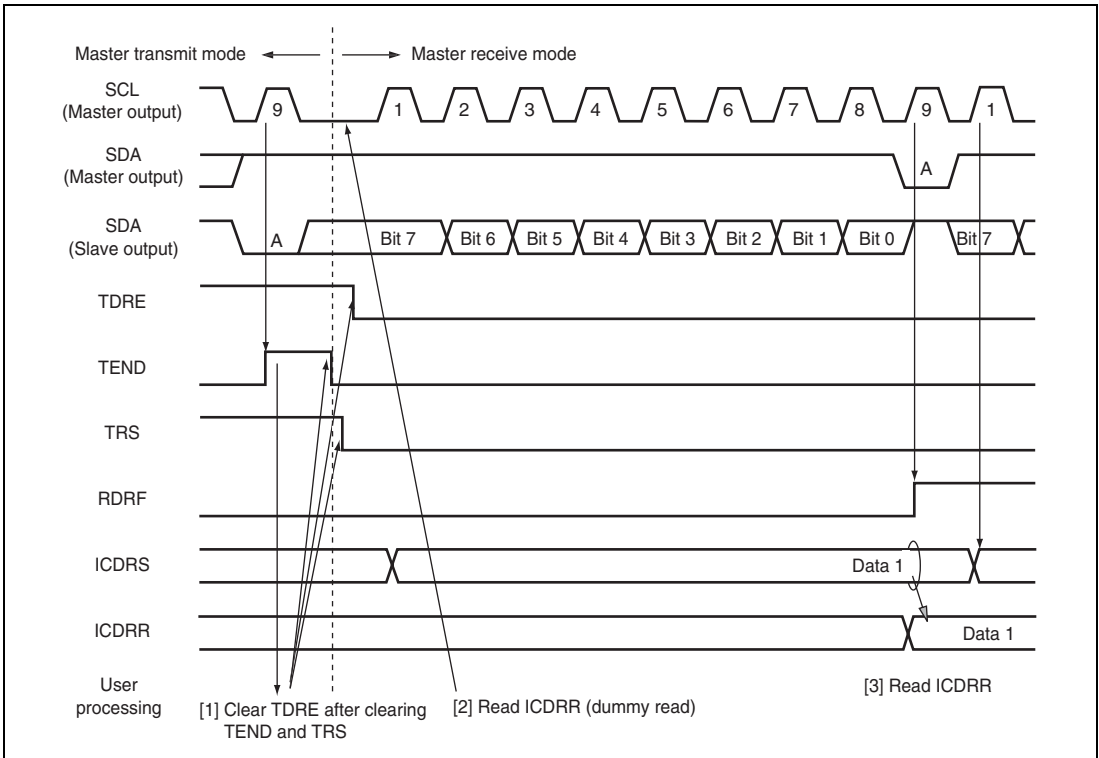 Master transmit mode
Master receive mode
SCL
(Master output)
9
1
2
3
4
5
6
7
8
9
1
SDA
(Master output)
A
SDA
(Slave output)
A
Bit 7
Bit 6
Bit 5
Bit 4
Bit 3
Bit 2
Bit 1
Bit 0
Bit 7
TDRE
TEND
TRS
RDRF
ICDRS
Data 1
ICDRR
Data 1
User
processing
[1] Clear TDRE after clearing
TEND and TRS
[2] Read ICDRR (dummy read)
[3] Read ICDRR